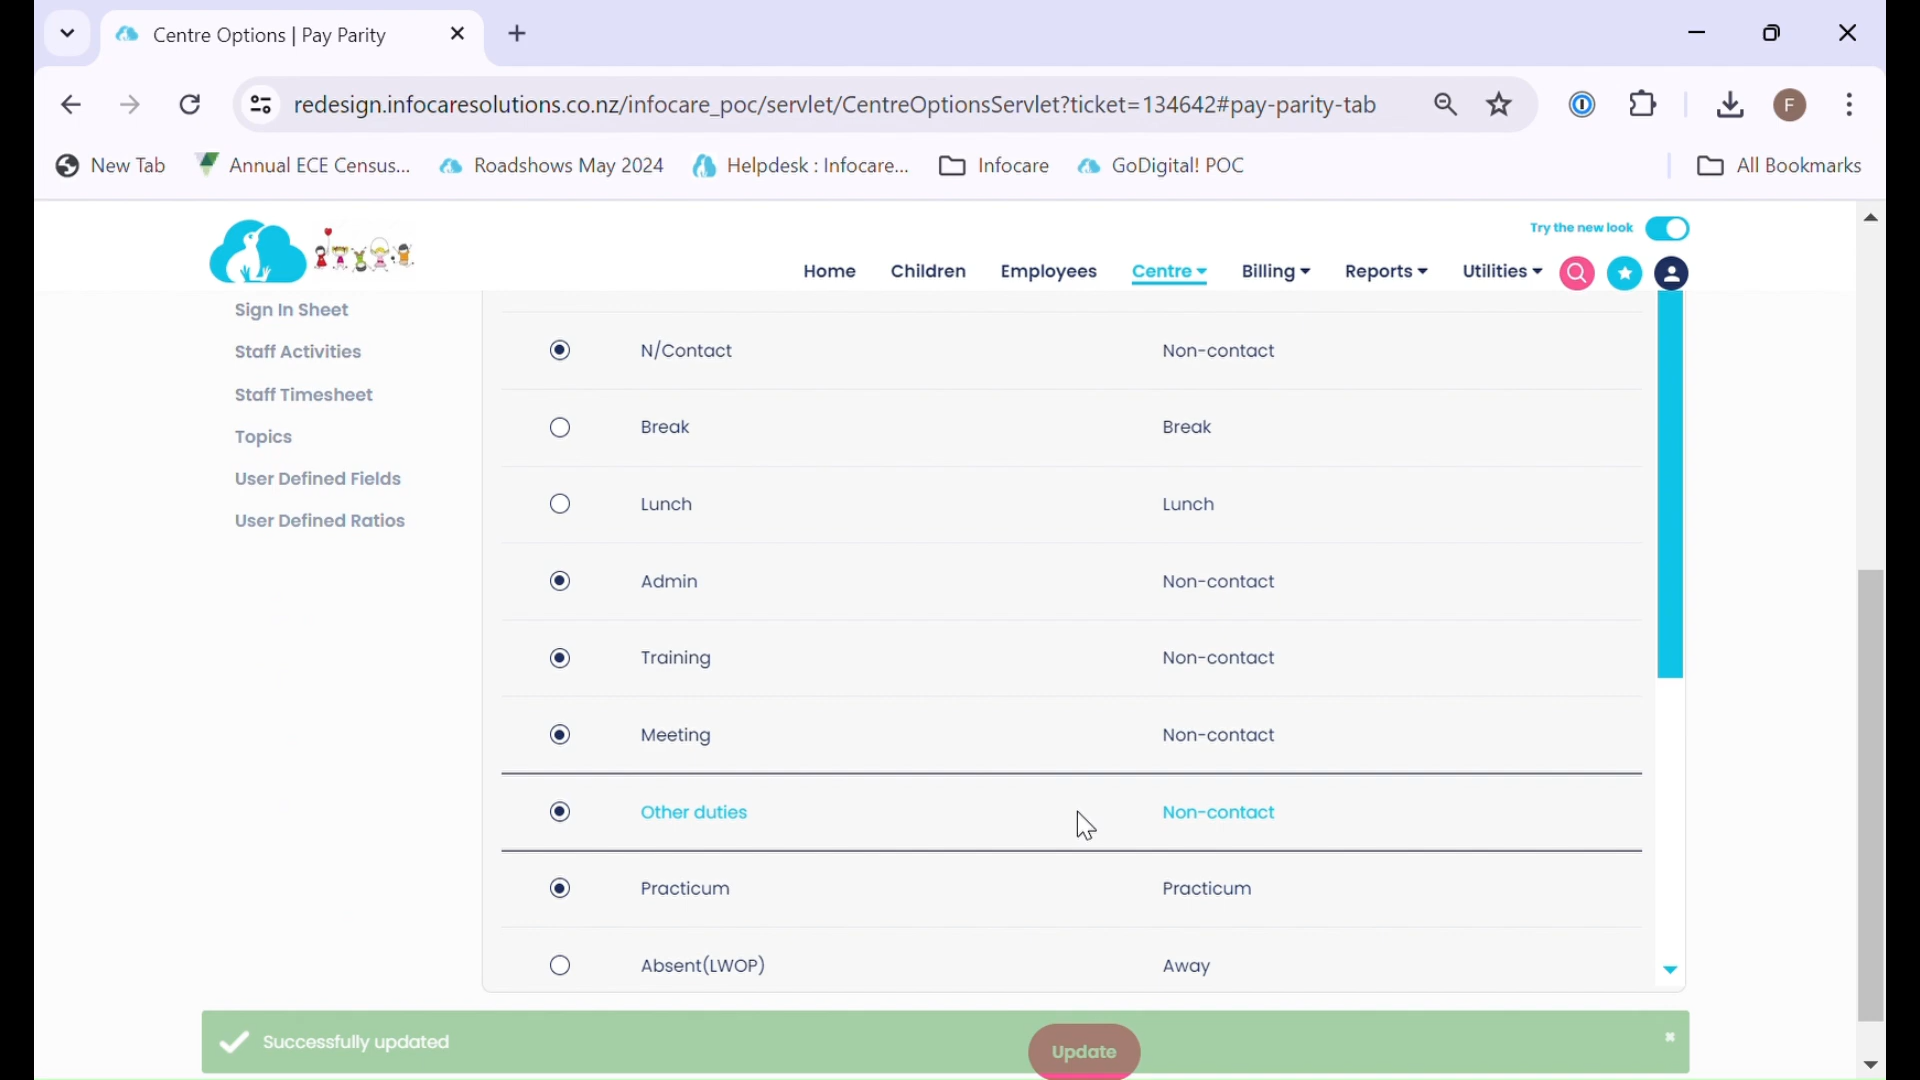 Centre Options | Pay Parity
redesign.infocaresolutions.co.nz/infocare_poc/servlet/CentreOptionsServlet?ticket=134642#pay-parity-tab
F
New Tab
Annual ECE Census...
Roadshows May 2024
Helpdesk : Infocare...
Infocare
GoDigital! POC
All Bookmarks
Try the new look
Home
Children
Employees
Centre
Billing
Reports
Utilities
Sign In Sheet
Staff Activities
Staff Timesheet
Topics
User Defined Fields
User Defined Ratios
N/Contact Non-contact
Break Break
Lunch Lunch
Admin Non-contact
Training Non-contact
Meeting Non-contact
Other duties Non-contact
Practicum Practicum
Absent(LWOP) Away
Successfully updated
Update